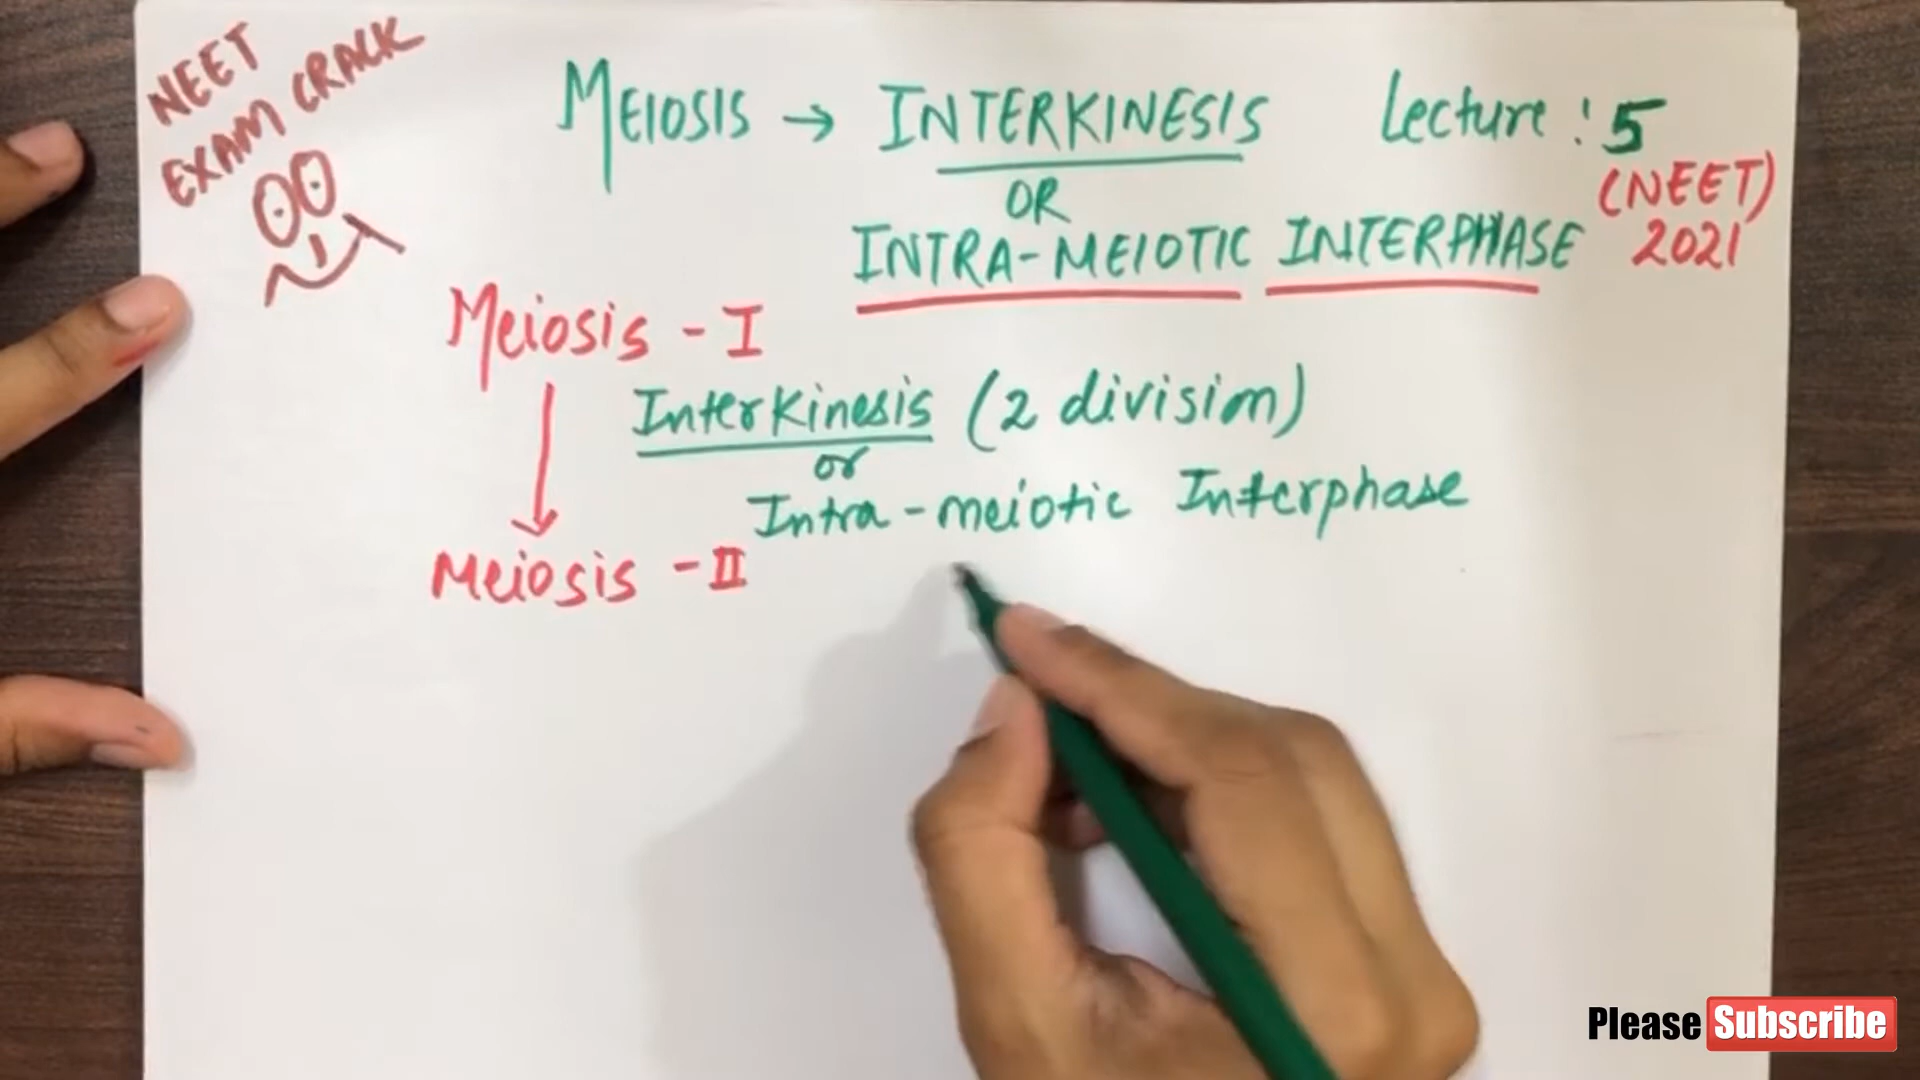 NEET
EXAM CRACK
MEIOSIS → INTERKINESIS Lecture : 5
OR
(NEET)
INTRA-MEIOTIC INTERPHASE 2021
Meiosis - I
Interkinesis (2 division)
or
Intra-meiotic Interphase
Meiosis - II
Please Subscribe